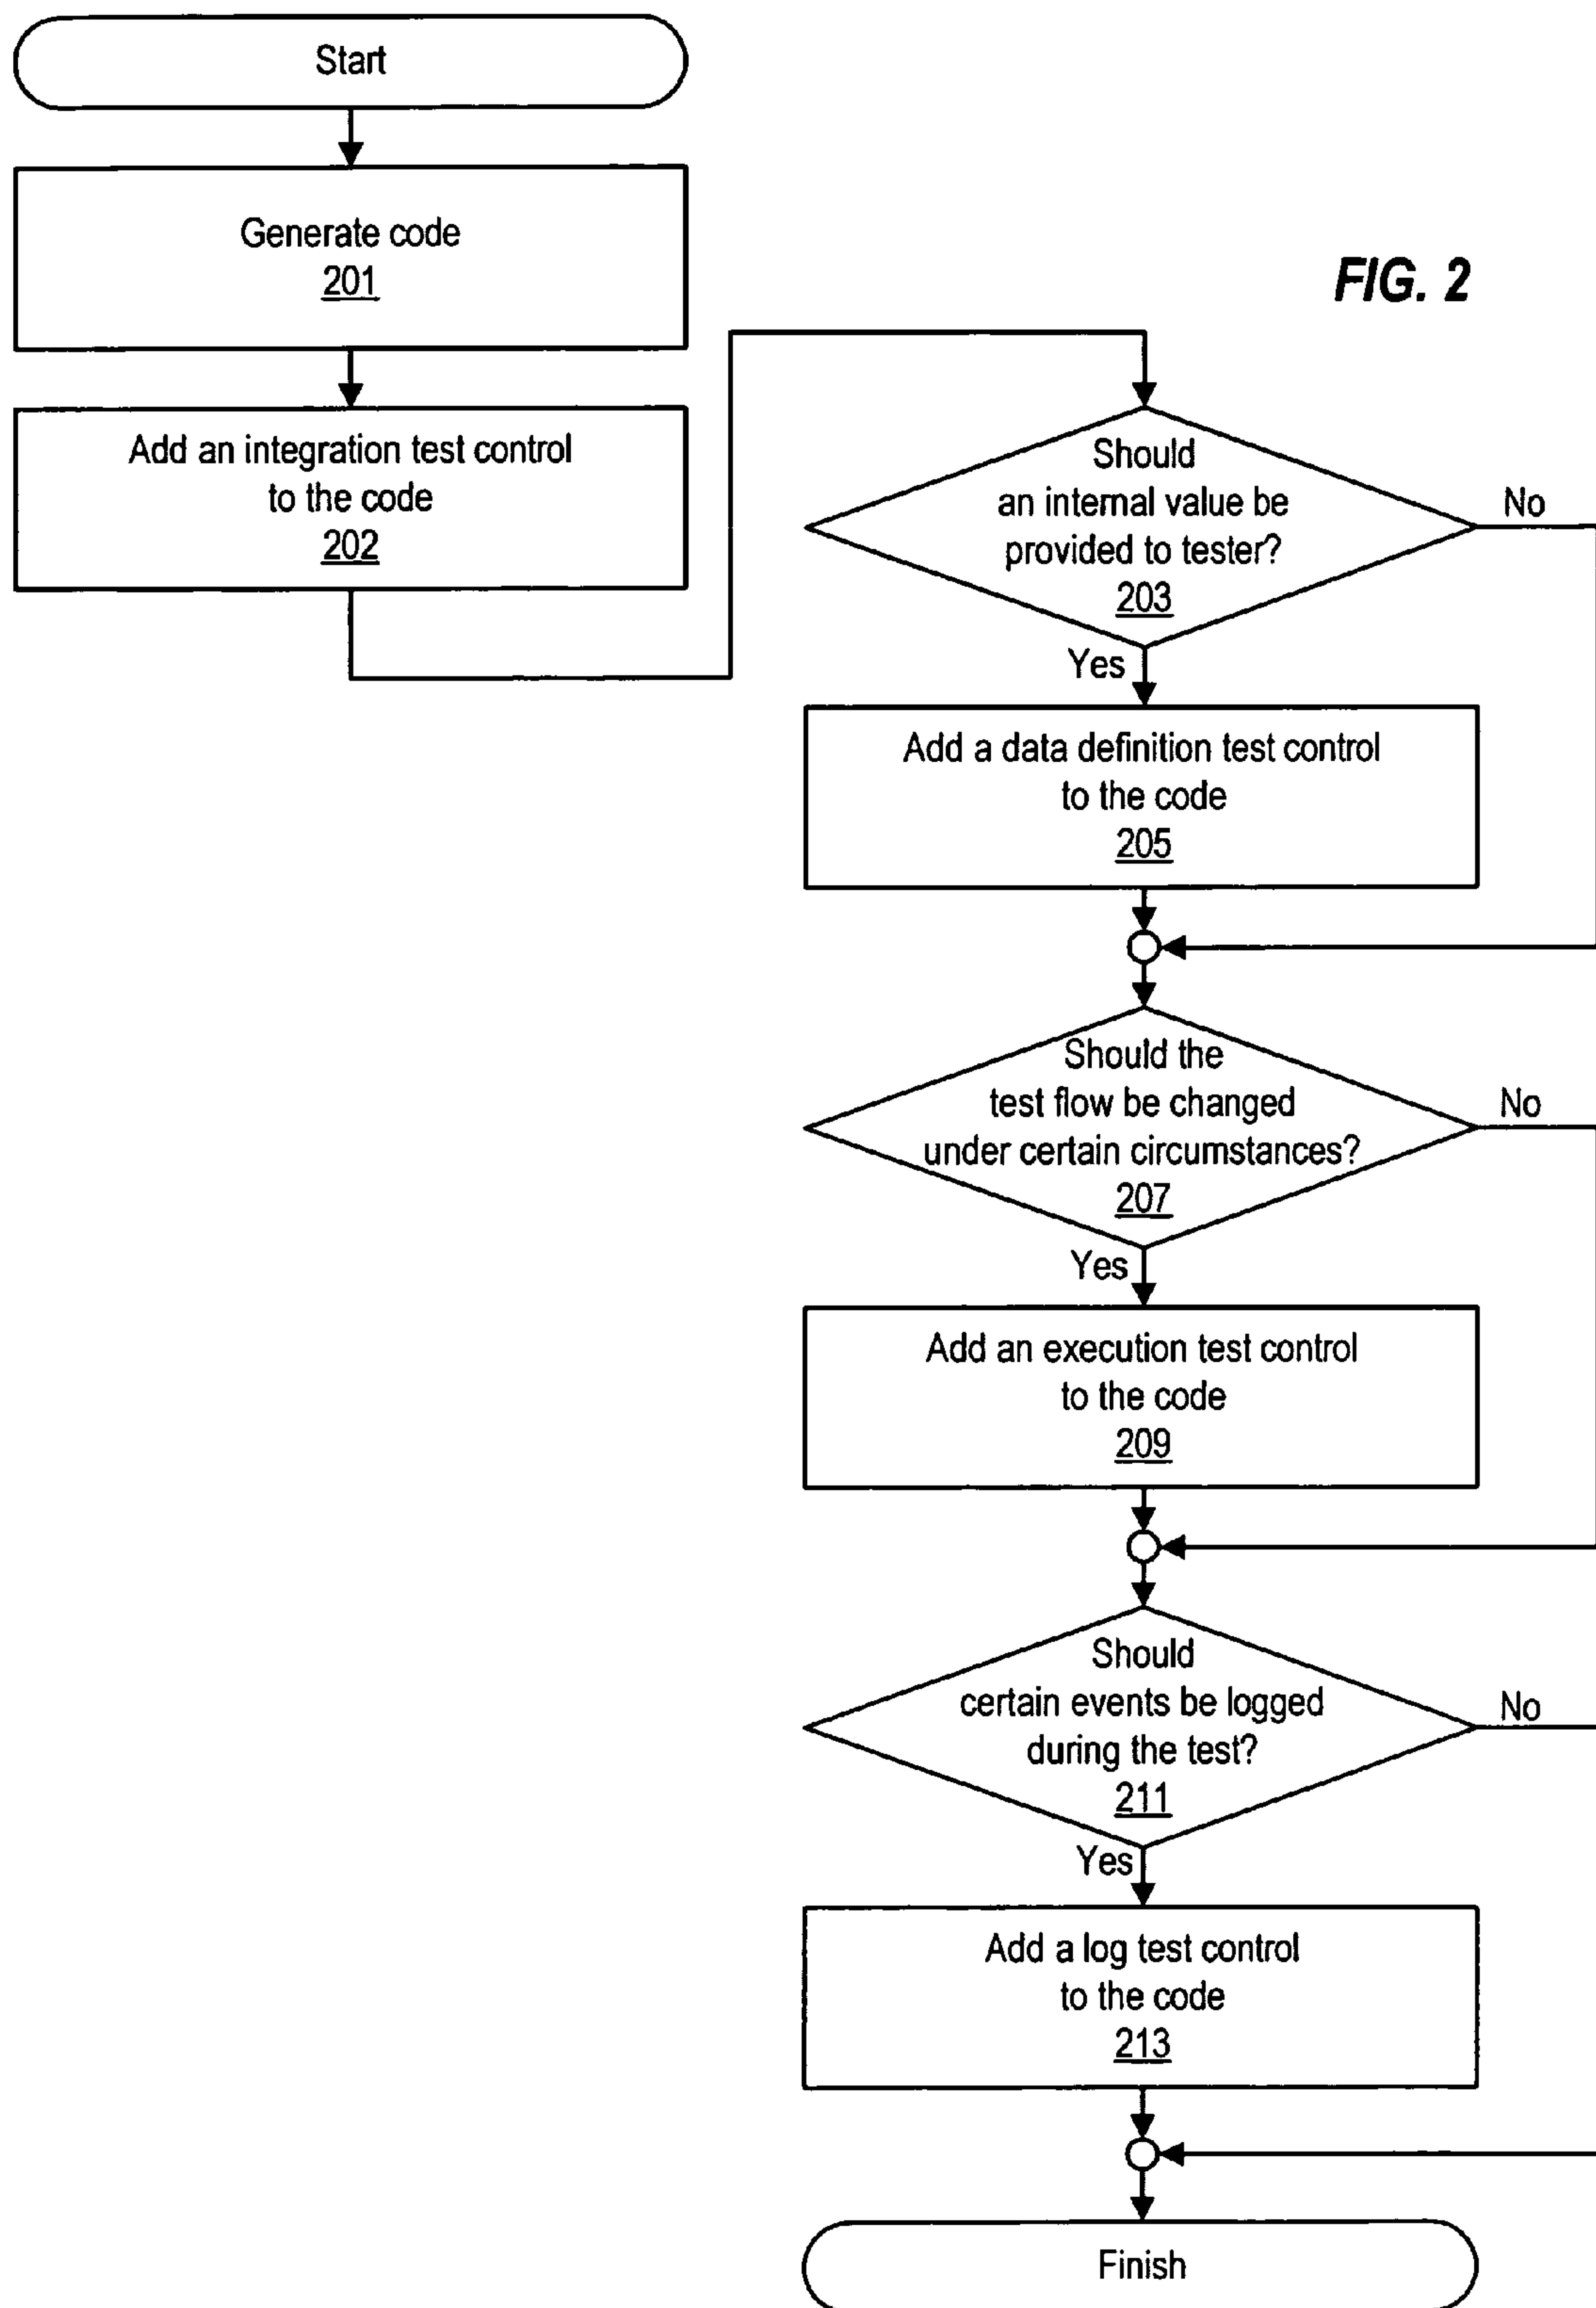 Start
Generate code
201
Add an integration test control
to the code
202
FIG. 2
Should
an internal value be
provided to tester?
203
No
Yes
Add a data definition test control
to the code
205
Should the
test flow be changed
under certain circumstances?
207
No
Yes
Add an execution test control
to the code
209
Should
certain events be logged
during the test?
211
No
Yes
Add a log test control
to the code
213
Finish